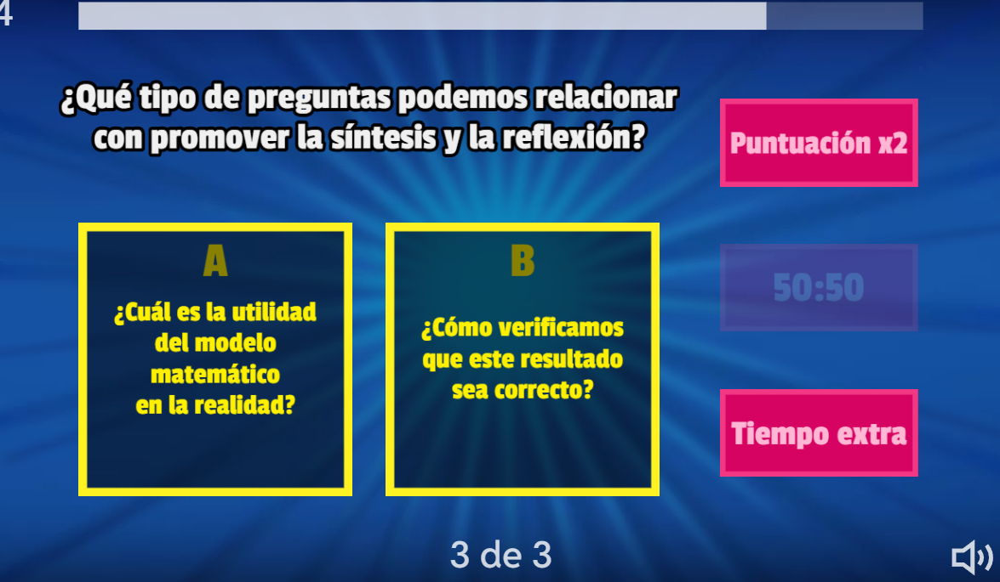 4
¿Qué tipo de preguntas podemos relacionar
con promover la síntesis y la reflexión?
Puntuación x2
A
¿Cuál es la utilidad
del modelo
matemático
en la realidad?
B
¿Cómo verificamos
que este resultado
sea correcto?
50:50
Tiempo extra
3 de 3